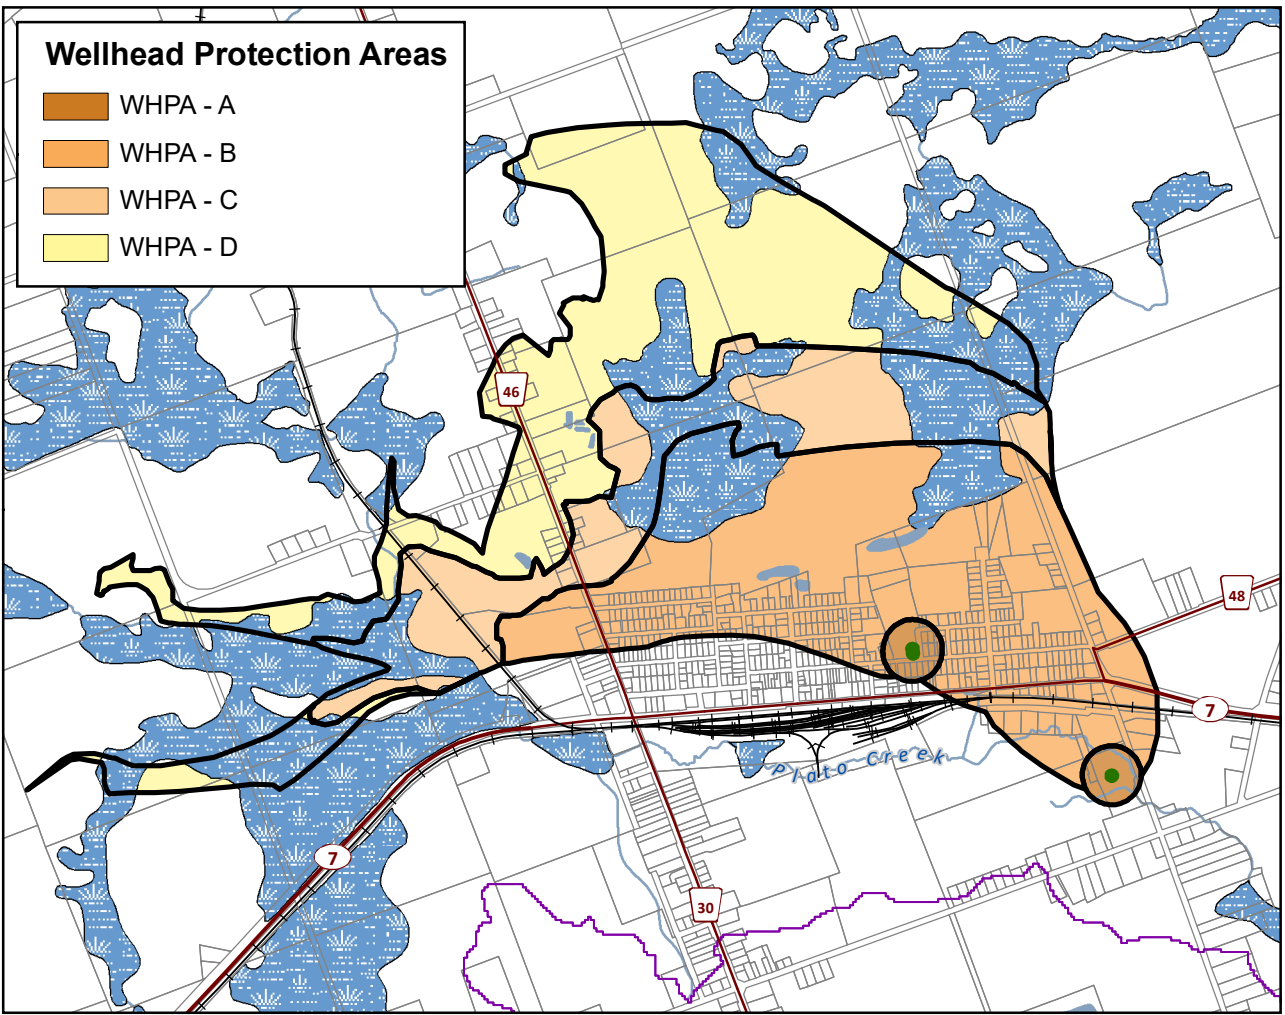 Wellhead Protection Areas
WHPA - A
WHPA - B
WHPA - C
WHPA - D
46
48
7
Plato Creek
7
30